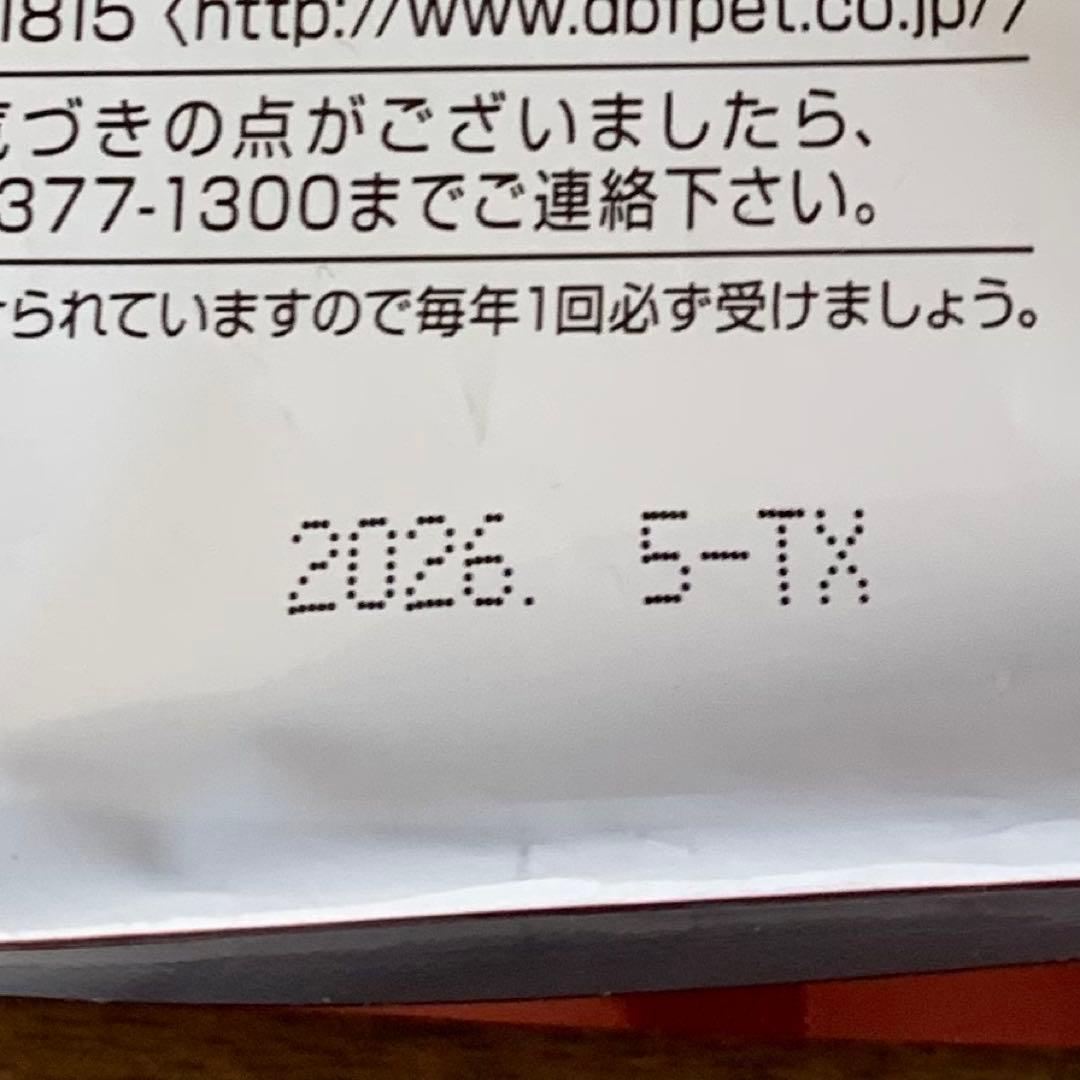 1815〈http://www.dbfpet.co.jp/〉
づきの点がございましたら、
377-1300までご連絡下さい。
られていますので毎年1回必ず受けましょう。
2026. 5-TX